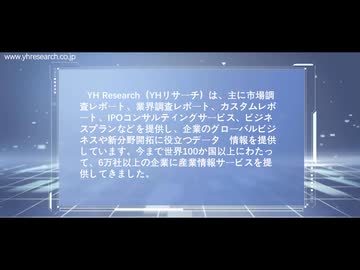 www.yhresearch.co.jp
YH Research（YHリサーチ）は、主に市場調
査レポート、業界調査レポート、カスタムレポ
ート、IPOコンサルティングサービス、ビジネ
スプランなどを提供し、企業のグローバルビジ
ネスや新分野開拓に役立つデータ　情報を提供
しています。今まで世界100か国以上にわたっ
て、6万社以上の企業に産業情報サービスを提
供してきました。